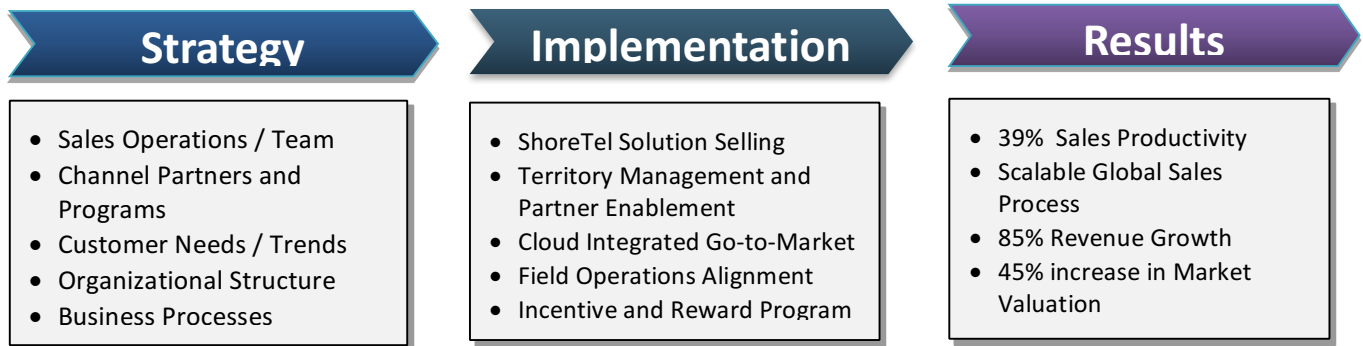 Strategy
• Sales Operations / Team
• Channel Partners and
Programs
• Customer Needs / Trends
• Organizational Structure
• Business Processes
Implementation
• ShoreTel Solution Selling
• Territory Management and
Partner Enablement
• Cloud Integrated Go-to-Market
• Field Operations Alignment
• Incentive and Reward Program
Results
• 39%  Sales Productivity
• Scalable Global Sales
Process
• 85% Revenue Growth
• 45% increase in Market
Valuation